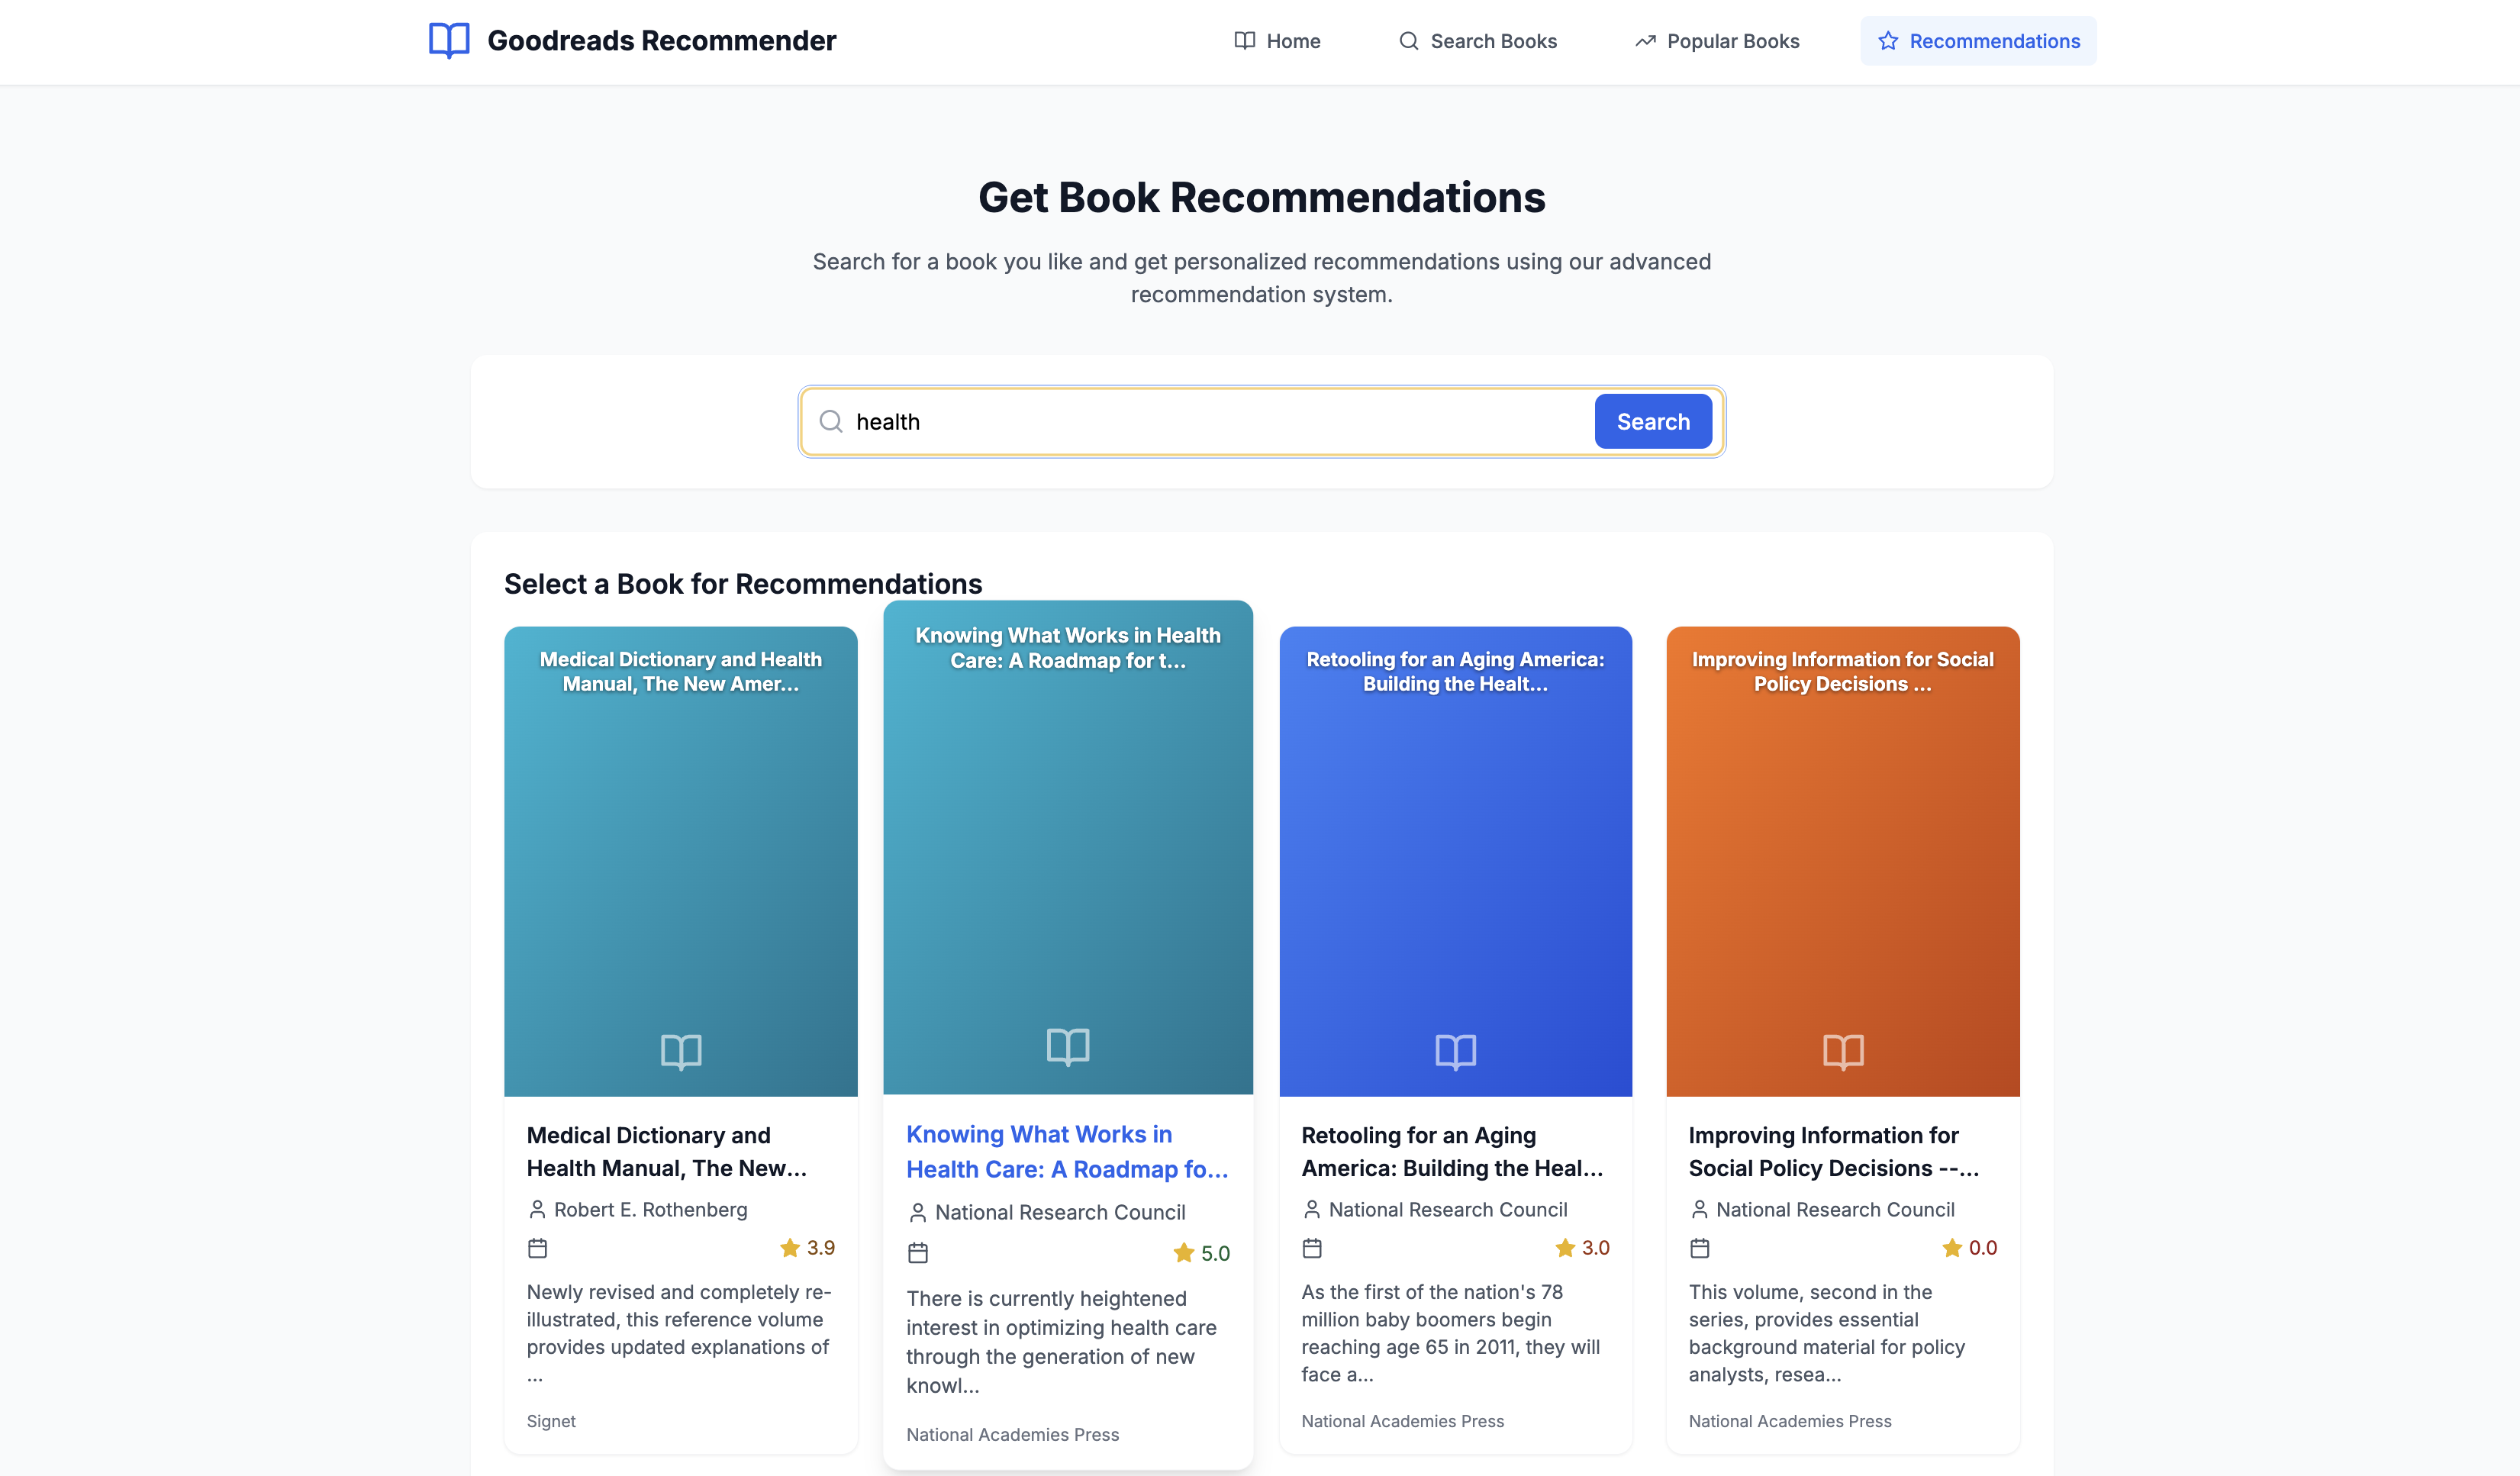 Goodreads Recommender
Home
Search Books
Popular Books
Recommendations
Get Book Recommendations
Search for a book you like and get personalized recommendations using our advanced
recommendation system.
health
Search
Select a Book for Recommendations
Medical Dictionary and Health
Manual, The New Amer...
Medical Dictionary and
Health Manual, The New...
Robert E. Rothenberg
3.9
Newly revised and completely re-
illustrated, this reference volume
provides updated explanations of
...
Signet
Knowing What Works in Health
Care: A Roadmap for t...
Knowing What Works in
Health Care: A Roadmap fo...
National Research Council
5.0
There is currently heightened
interest in optimizing health care
through the generation of new
knowl...
National Academies Press
Retooling for an Aging America:
Building the Healt...
Retooling for an Aging
America: Building the Heal...
National Research Council
3.0
As the first of the nation's 78
million baby boomers begin
reaching age 65 in 2011, they will
face a...
National Academies Press
Improving Information for Social
Policy Decisions ...
Improving Information for
Social Policy Decisions --...
National Research Council
0.0
This volume, second in the
series, provides essential
background material for policy
analysts, resea...
National Academies Press